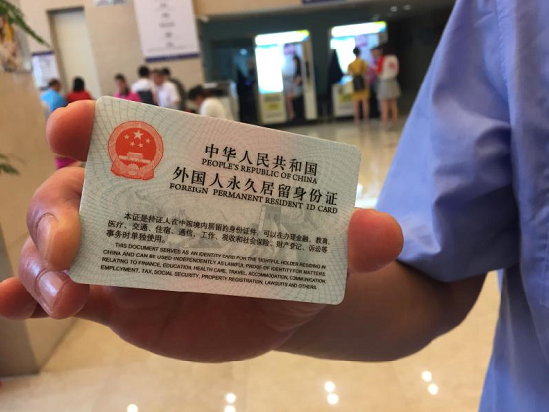 中华人民共和国
PEOPLE'S REPUBLIC OF CHINA
外国人永久居留身份证
FOREIGN PERMANENT RESIDENT ID CARD
本证是持证人在中国境内居留的身份证件，可以在办理金融、教育、
医疗、交通、住宿、通信、工作、税收和社会保险、财产登记、诉讼等
事务时单独使用。
THIS DOCUMENT SERVES AS AN IDENTITY CARD FOR THE RIGHTFUL HOLDER RESIDING IN
CHINA AND CAN BE USED INDEPENDENTLY AS LAWFUL PROOF OF IDENTITY FOR MATTERS
RELATING TO FINANCE, EDUCATION, HEALTH CARE, TRAVEL, ACCOMMODATION, COMMUNICATION,
EMPLOYMENT, TAX, SOCIAL SECURITY, PROPERTY REGISTRATION, LAWSUITS AND OTHERS.